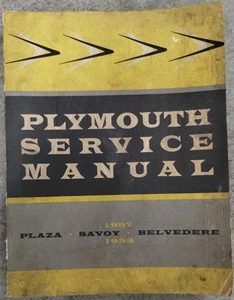 PLYMOUTH
SERVICE
MANUAL
1957
PLAZA · SAVOY · BELVEDERE
1958